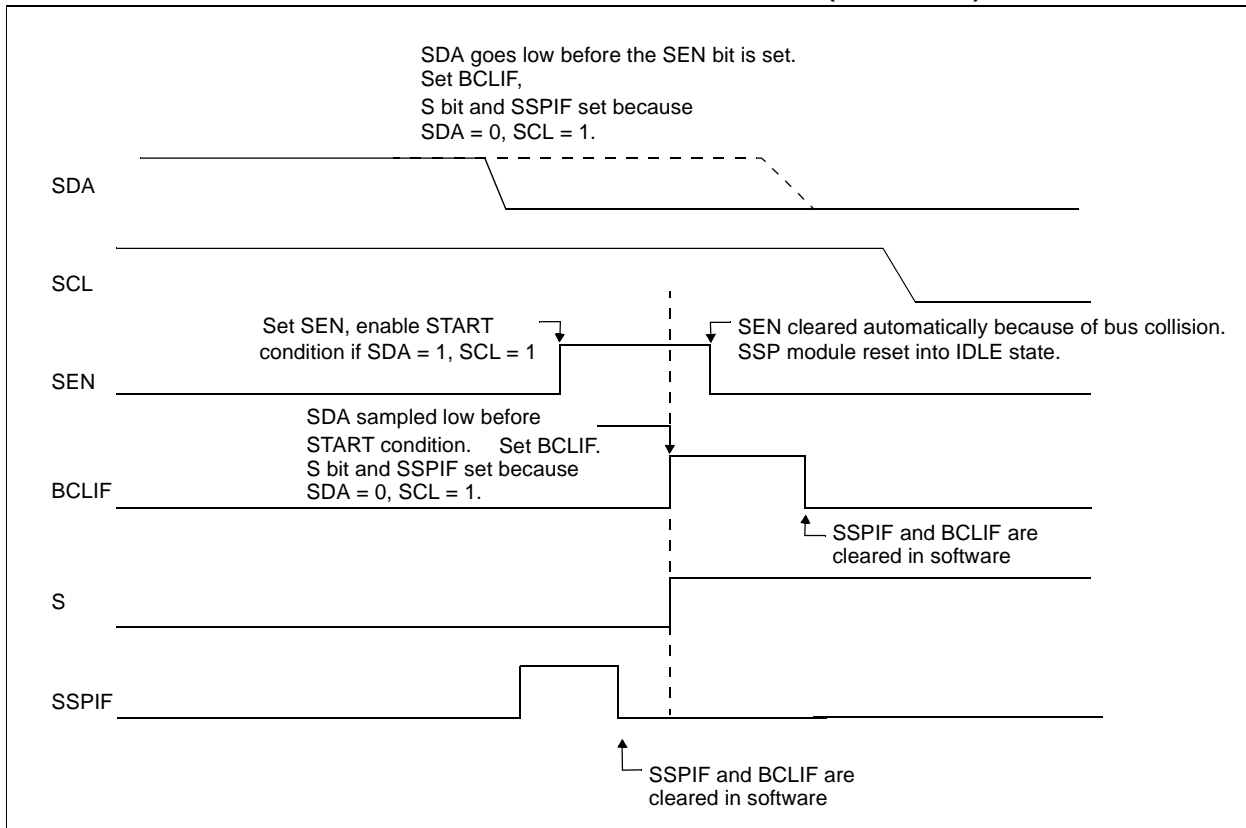 SDA goes low before the SEN bit is set.
Set BCLIF,
S bit and SSPIF set because
SDA = 0, SCL = 1.
SDA
SCL
Set SEN, enable START
condition if SDA = 1, SCL = 1
SEN cleared automatically because of bus collision.
SSP module reset into IDLE state.
SEN
SDA sampled low before
START condition. Set BCLIF.
S bit and SSPIF set because
SDA = 0, SCL = 1.
BCLIF
SSPIF and BCLIF are
cleared in software
S
SSPIF
SSPIF and BCLIF are
cleared in software